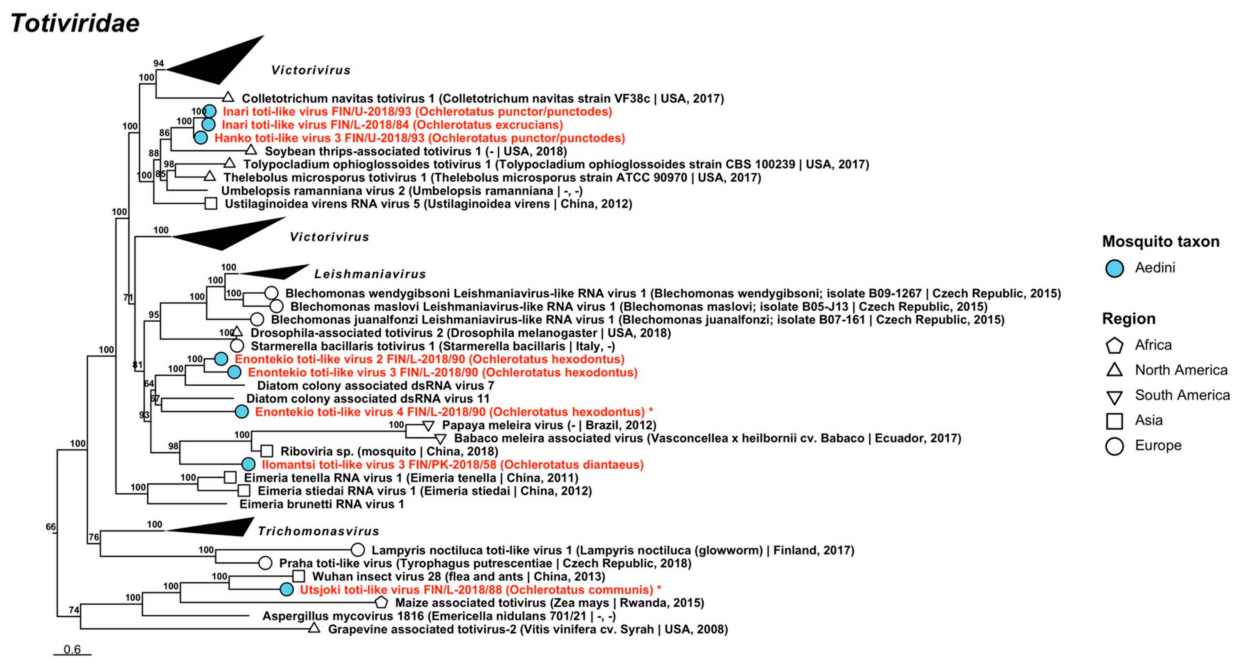 Totiviridae
94
Victorivirus
100
Colletotrichum navitas totivirus 1 (Colletotrichum navitas strain VF38c | USA, 2017)
100
Inari toti-like virus FIN/U-2018/93 (Ochlerotatus punctor/punctodes)
100
Inari toti-like virus FIN/L-2018/84 (Ochlerotatus excrucians)
100
86
Hanko toti-like virus 3 FIN/U-2018/93 (Ochlerotatus punctor/punctodes)
Soybean thrips-associated totivirus 1 (- | USA, 2018)
88
98
Tolypocladium ophioglossoides totivirus 1 (Tolypocladium ophioglossoides strain CBS 100239 | USA, 2017)
85
Thelebolus microsporus totivirus 1 (Thelebolus microsporus strain ATCC 90970 | USA, 2017)
100
Umbelopsis ramanniana virus 2 (Umbelopsis ramanniana | -, -)
Ustilaginoidea virens RNA virus 5 (Ustilaginoidea virens | China, 2012)
100
100
Victorivirus
Mosquito taxon
Aedini
100
Leishmaniavirus
100
100
Blechomonas wendygibsoni Leishmaniavirus-like RNA virus 1 (Blechomonas wendygibsoni; isolate B09-1267 | Czech Republic, 2015)
71
100
Blechomonas maslovi Leishmaniavirus-like RNA virus 1 (Blechomonas maslovi; isolate B05-J13 | Czech Republic, 2015)
95
Blechomonas juanalfonzi Leishmaniavirus-like RNA virus 1 (Blechomonas juanalfonzi; isolate B07-161 | Czech Republic, 2015)
Region
100
Drosophila-associated totivirus 2 (Drosophila melanogaster | USA, 2018)
Starmerella bacillaris totivirus 1 (Starmerella bacillaris | Italy, -)
Africa
100
100
Enontekio toti-like virus 2 FIN/L-2018/90 (Ochlerotatus hexodontus)
81
100
Enontekio toti-like virus 3 FIN/L-2018/90 (Ochlerotatus hexodontus)
North America
64
Diatom colony associated dsRNA virus 7
South America
97
Diatom colony associated dsRNA virus 11
93
Enontekio toti-like virus 4 FIN/L-2018/90 (Ochlerotatus hexodontus) *
Asia
100
Papaya meleira virus (- | Brazil, 2012)
100
Babaco meleira associated virus (Vasconcellea x heilbornii cv. Babaco | Ecuador, 2017)
Europe
98
Riboviria sp. (mosquito | China, 2018)
Ilomantsi toti-like virus 3 FIN/PK-2018/58 (Ochlerotatus diantaeus)
100
100
Eimeria tenella RNA virus 1 (Eimeria tenella | China, 2011)
100
Eimeria stiedai RNA virus 1 (Eimeria stiedai | China, 2012)
Eimeria brunetti RNA virus 1
66
100
Trichomonasvirus
76
100
Lampyris noctiluca toti-like virus 1 (Lampyris noctiluca (glowworm) | Finland, 2017)
Praha toti-like virus (Tyrophagus putrescentiae | Czech Republic, 2018)
100
100
Wuhan insect virus 28 (flea and ants | China, 2013)
Utsjoki toti-like virus FIN/L-2018/88 (Ochlerotatus communis) *
100
Maize associated totivirus (Zea mays | Rwanda, 2015)
74
Aspergillus mycovirus 1816 (Emericella nidulans 701/21 | -, -)
Grapevine associated totivirus-2 (Vitis vinifera cv. Syrah | USA, 2008)
0.6